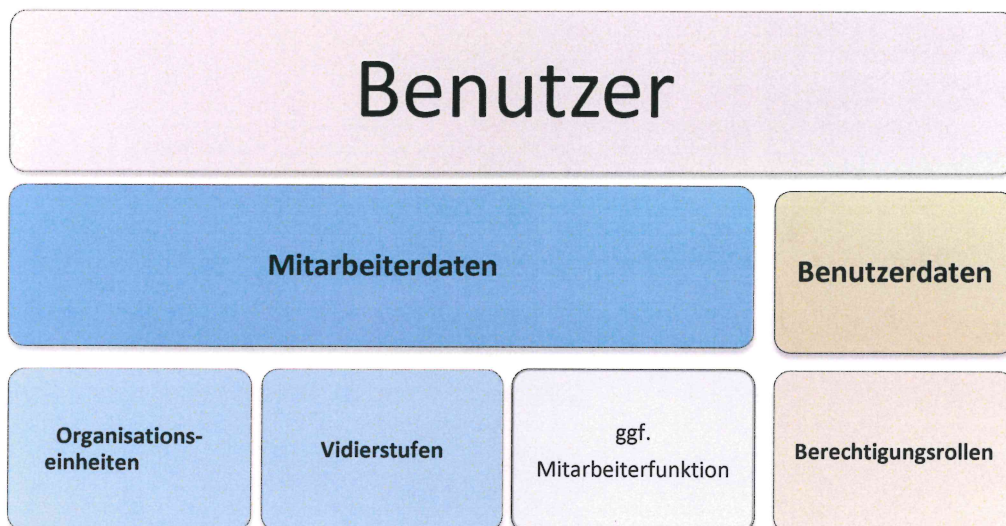 Benutzer
Mitarbeiterdaten
Benutzerdaten
Organisations-
einheiten
Vidierstufen
ggf.
Mitarbeiterfunktion
Berechtigungsrollen